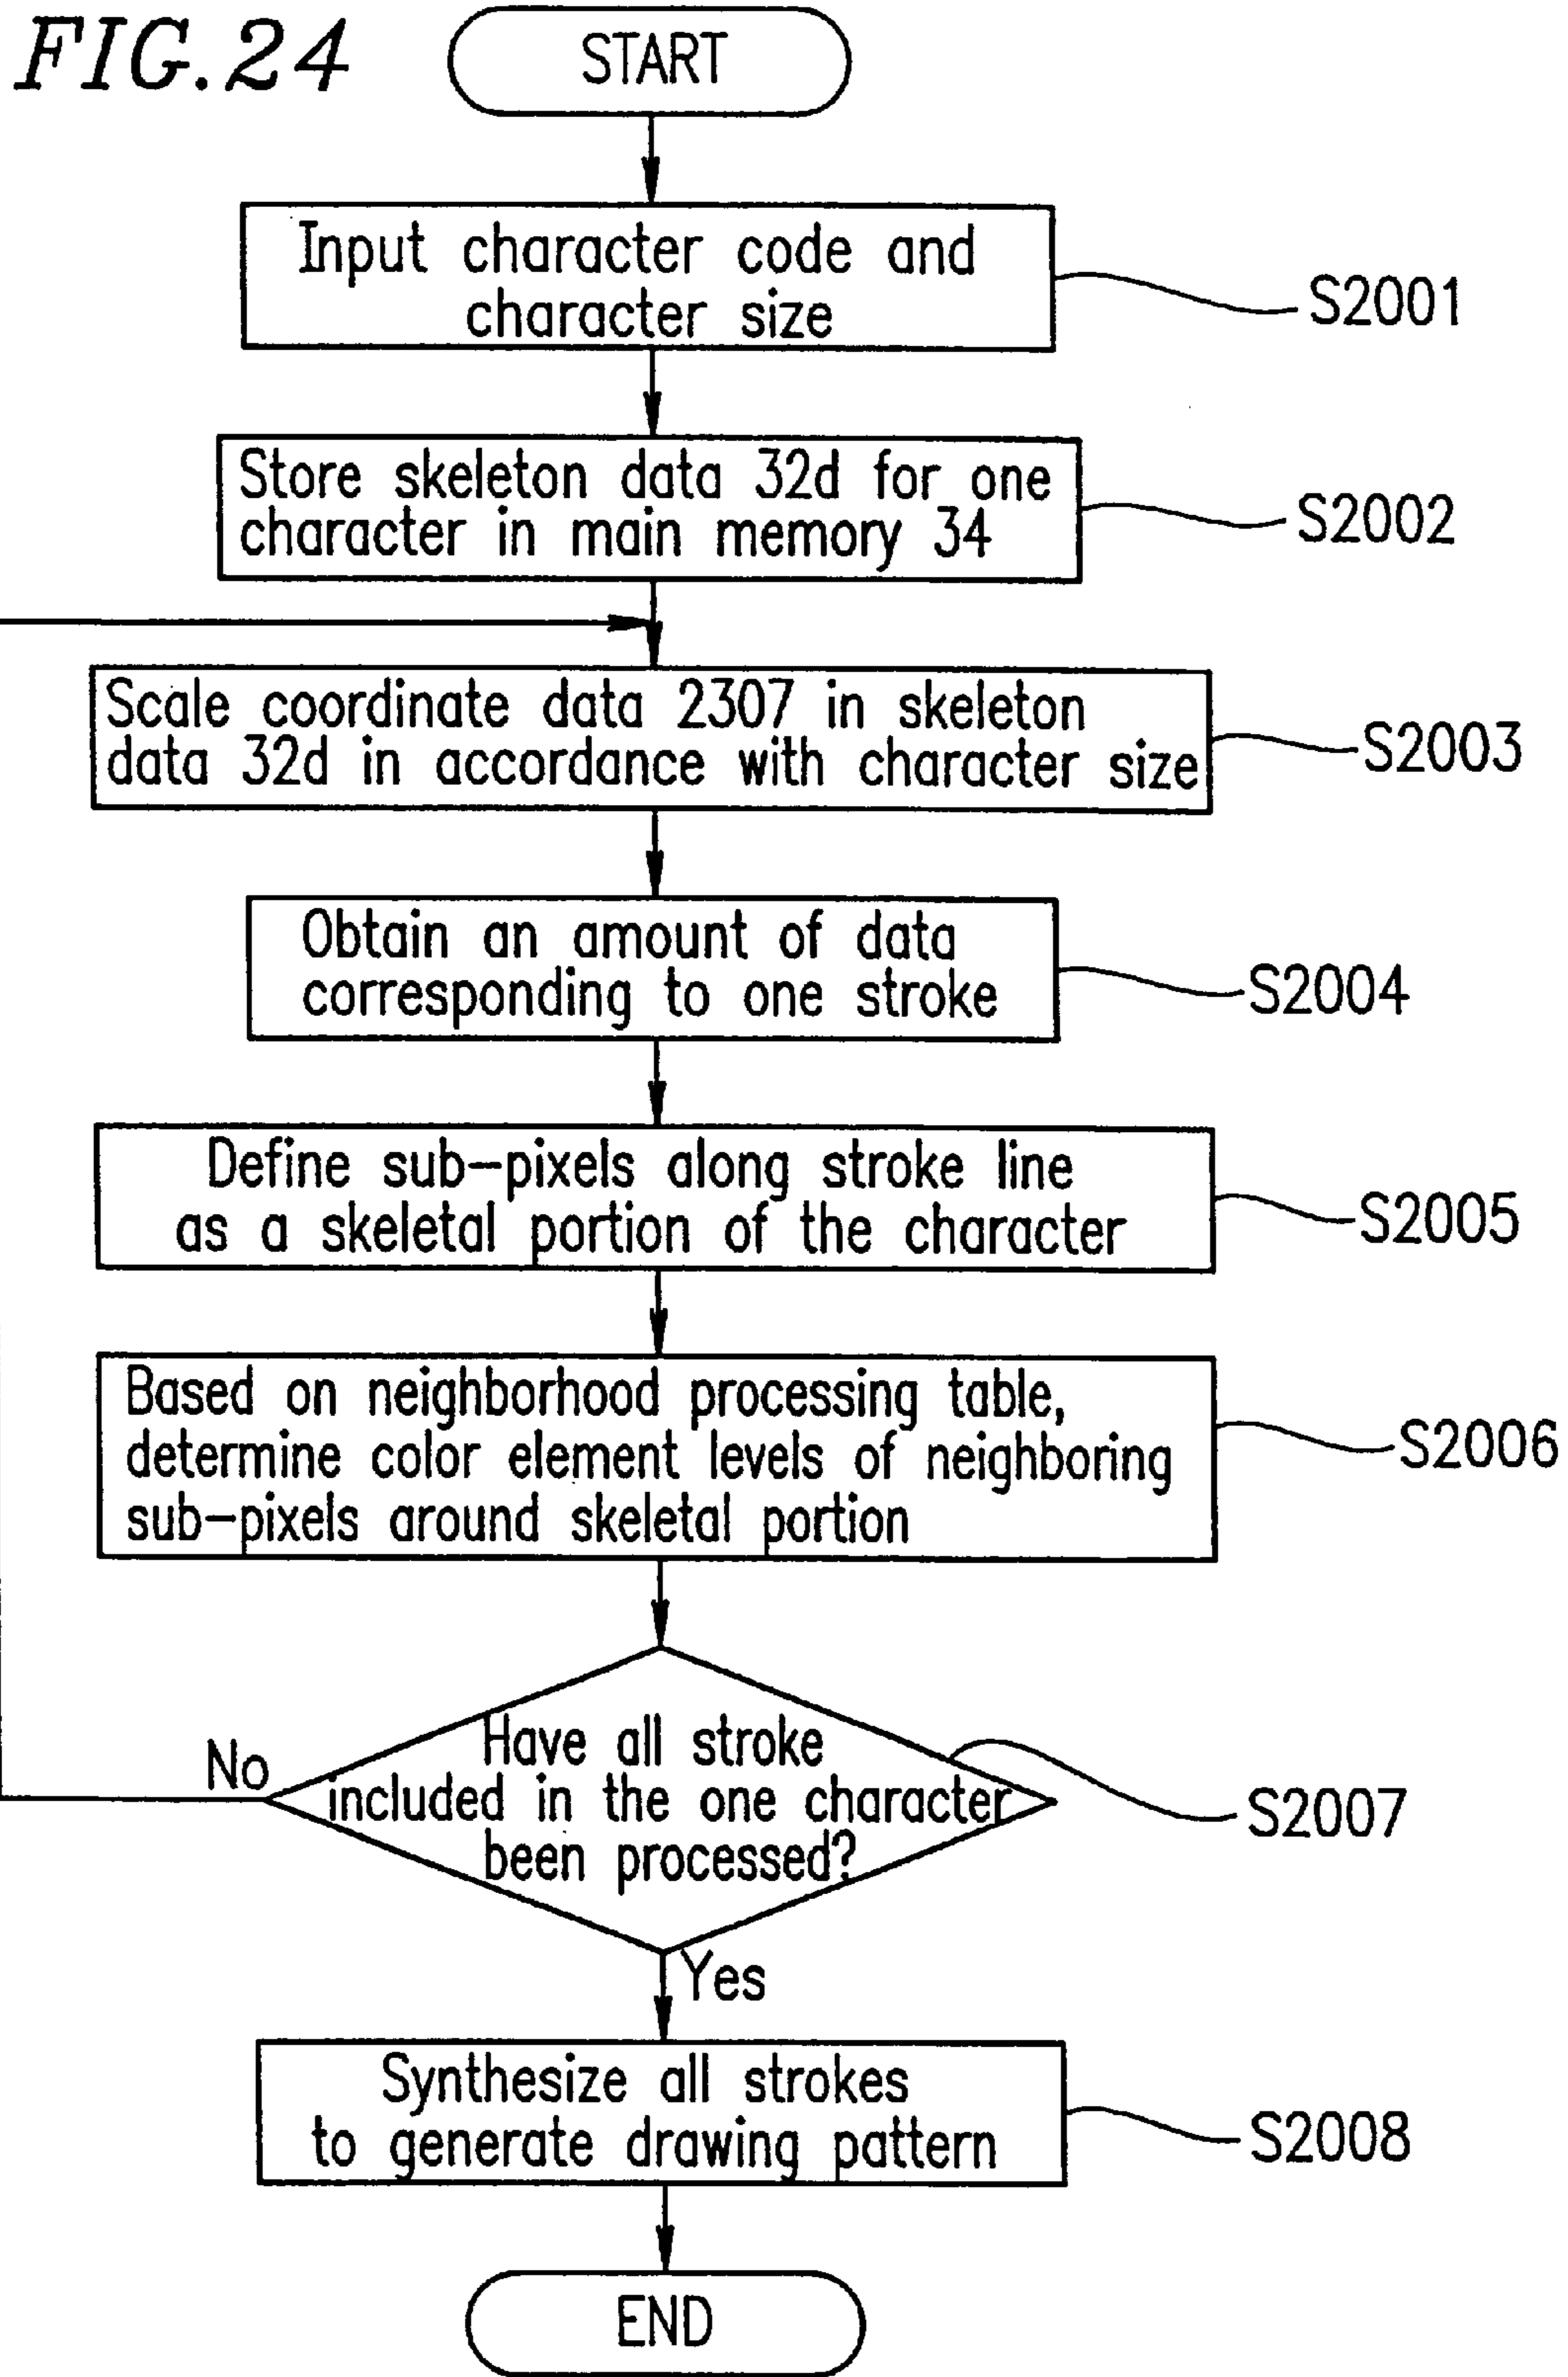 FIG.24
START
Input character code and
character size
S2001
Store skeleton data 32d for one
character in main memory 34
S2002
Scale coordinate data 2307 in skeleton
data 32d in accordance with character size
S2003
Obtain an amount of data
corresponding to one stroke
S2004
Define sub-pixels along stroke line
as a skeletal portion of the character
S2005
Based on neighborhood processing table,
determine color element levels of neighboring
sub-pixels around skeletal portion
S2006
Have all stroke
included in the one character
been processed?
No
S2007
Yes
Synthesize all strokes
to generate drawing pattern
S2008
END